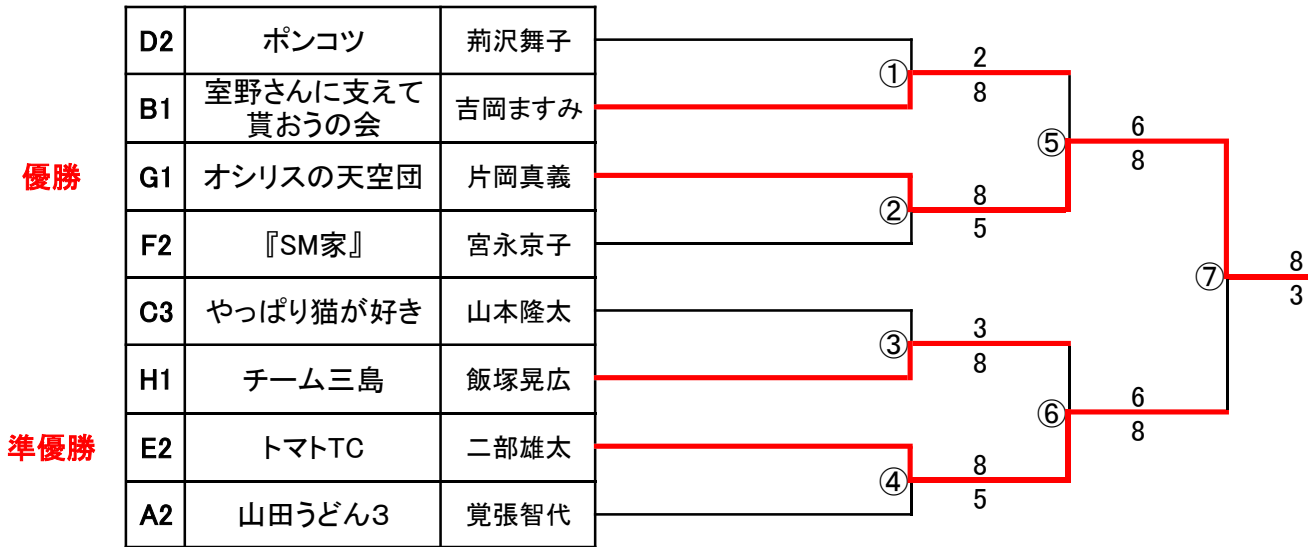 D2 ポンコツ 荊沢舞子
B1 室野さんに支えて
貰おうの会 吉岡ますみ
優勝 G1 オシリスの天空団 片岡真義
F2 『SM家』 宮永京子
C3 やっぱり猫が好き 山本隆太
H1 チーム三島 飯塚晃広
準優勝 E2 トマトTC 二部雄太
A2 山田うどん3 覚張智代
① 2
8
② 8
5
③ 3
8
④ 8
5
⑤ 6
8
⑥ 6
8
⑦ 8
3